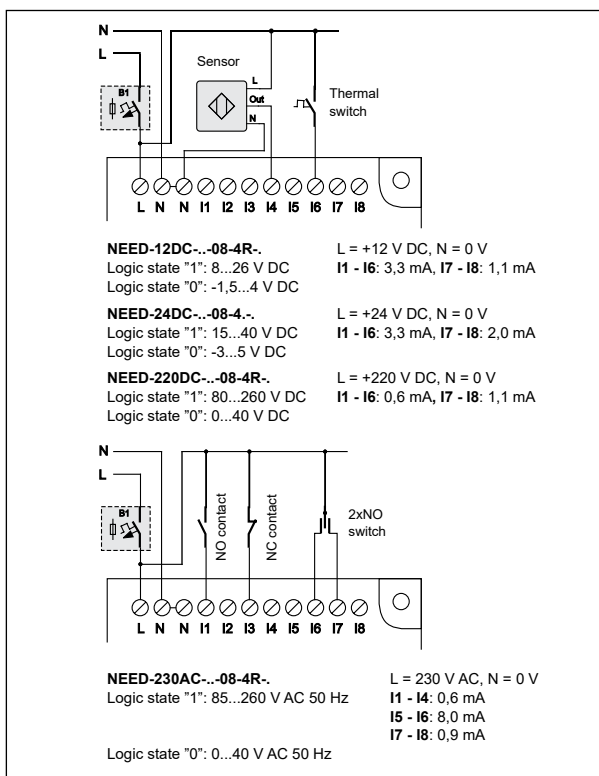 N
L
B1
Sensor
L
Out
N
Thermal
switch
L N N I1 I2 I3 I4 I5 I6 I7 I8
NEED-12DC-..-08-4R-. L = +12 V DC, N = 0 V
Logic state ”1”: 8...26 V DC I1 - I6: 3,3 mA, I7 - I8: 1,1 mA
Logic state ”0”: -1,5...4 V DC
NEED-24DC-..-08-4.-. L = +24 V DC, N = 0 V
Logic state ”1”: 15...40 V DC I1 - I6: 3,3 mA, I7 - I8: 2,0 mA
Logic state ”0”: -3...5 V DC
NEED-220DC-..-08-4R-. L = +220 V DC, N = 0 V
Logic state ”1”: 80...260 V DC I1 - I6: 0,6 mA, I7 - I8: 1,1 mA
Logic state ”0”: 0...40 V DC
N
L
B1
NO contact
NC contact
2xNO
switch
L N N I1 I2 I3 I4 I5 I6 I7 I8
NEED-230AC-..-08-4R-. L = 230 V AC, N = 0 V
Logic state ”1”: 85...260 V AC 50 Hz I1 - I4: 0,6 mA
I5 - I6: 8,0 mA
I7 - I8: 0,9 mA
Logic state ”0”: 0...40 V AC 50 Hz